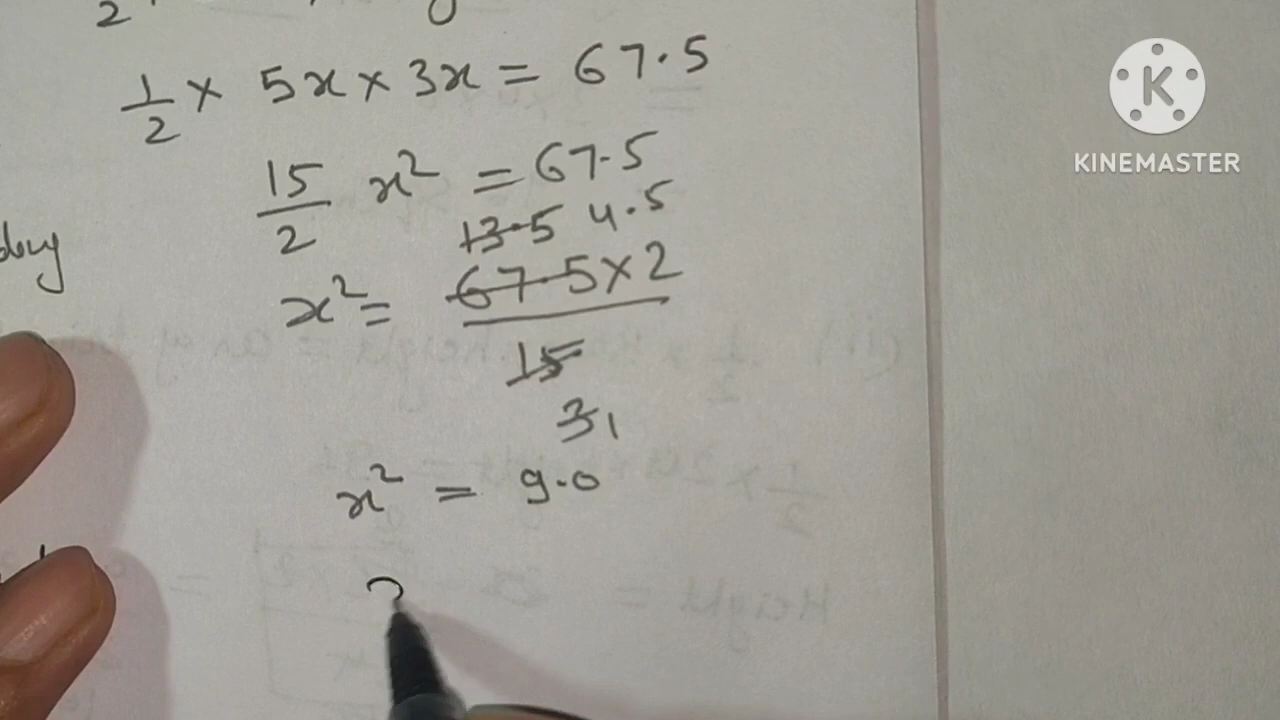 2
1/2 × 5x × 3x = 67.5
15/2 x² = 67.5
13.5 4.5
x² = 67.5×2
15
3 1
x² = 9.0
KINEMASTER